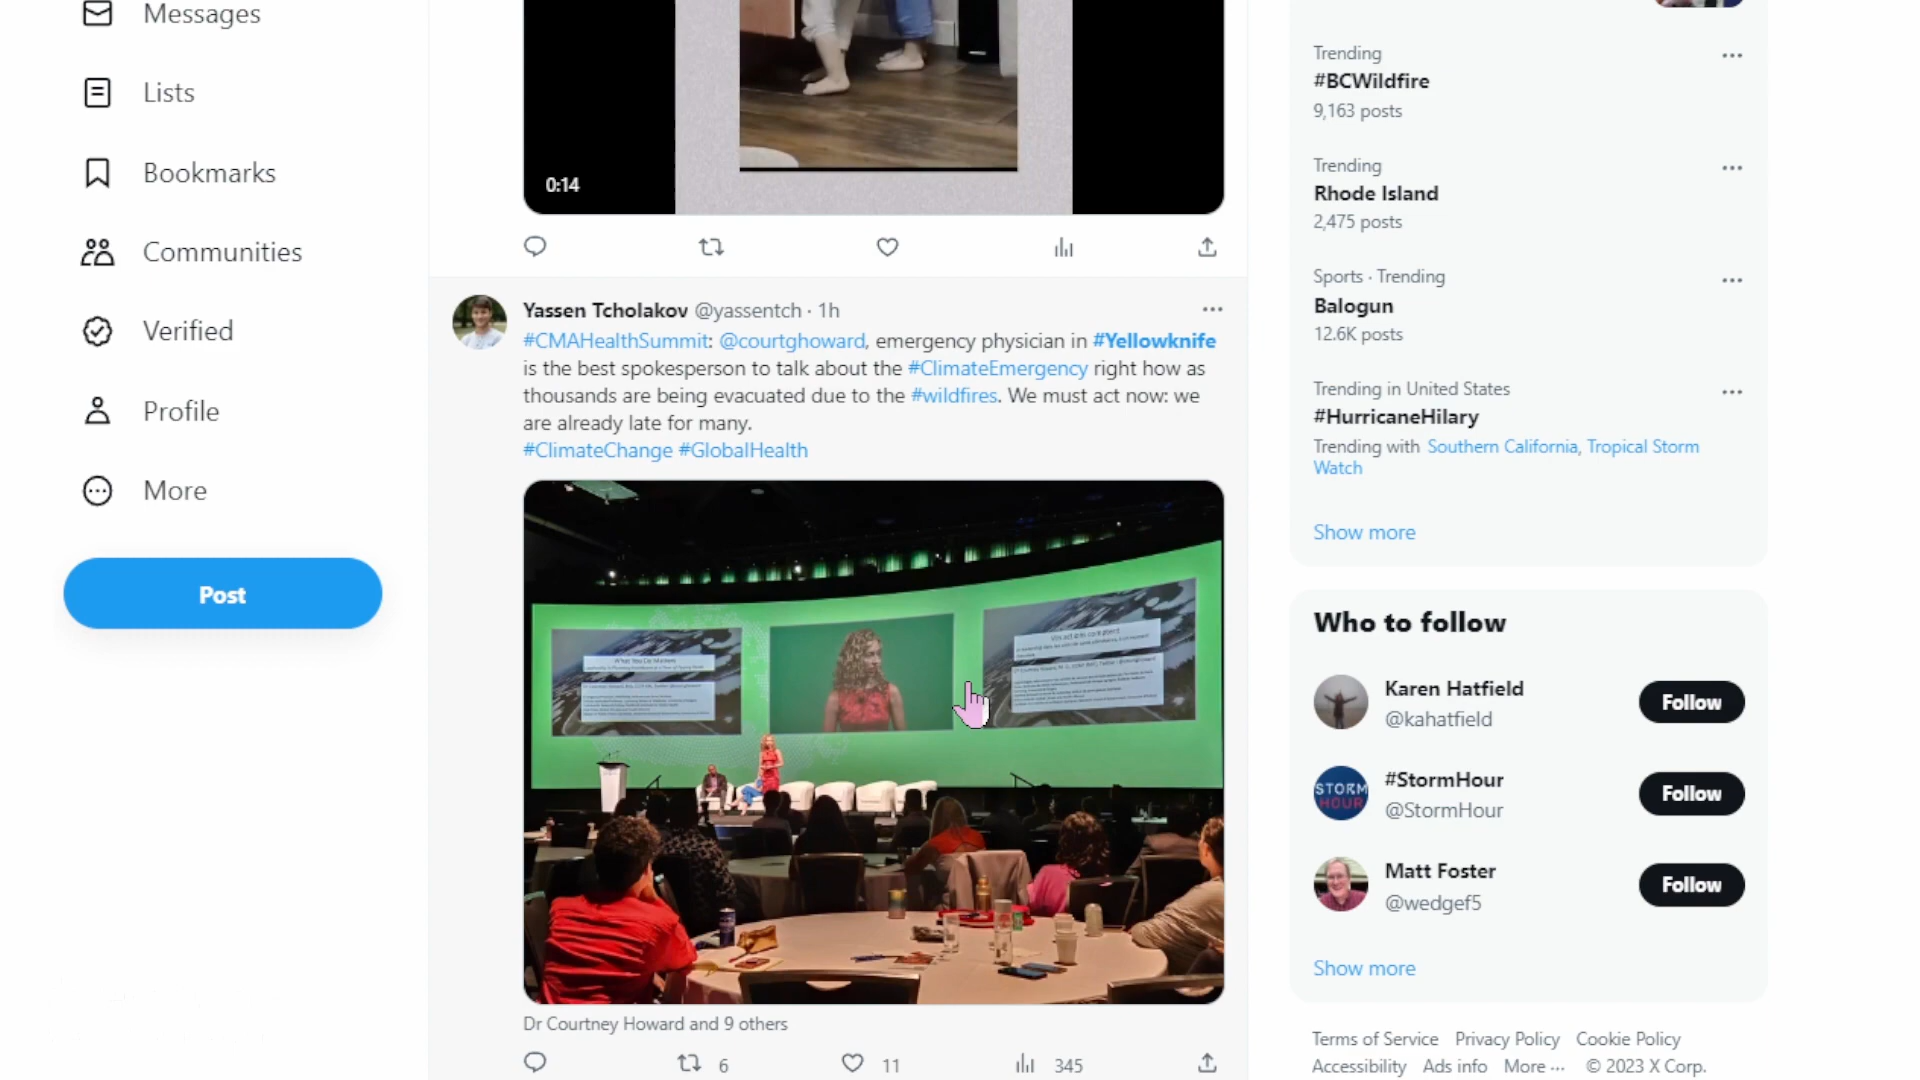 Messages
Lists
Bookmarks
Communities
Verified
Profile
More
Post
0:14
Yassen Tcholakov @yassentch · 1h
#CMAHealthSummit: @courtghoward, emergency physician in #Yellowknife
is the best spokesperson to talk about the #ClimateEmergency right how as
thousands are being evacuated due to the #wildfires. We must act now: we
are already late for many.
#ClimateChange #GlobalHealth
What You Do Matters
Dr Courtney Howard and 9 others
6 11 345
Trending
#BCWildfire
9,163 posts
Trending
Rhode Island
2,475 posts
Sports · Trending
Balogun
12.6K posts
Trending in United States
#HurricaneHilary
Trending with Southern California, Tropical Storm
Watch
Show more
Who to follow
Karen Hatfield
@kahatfield
Follow
STORM
HOUR
#StormHour
@StormHour
Follow
Matt Foster
@wedgef5
Follow
Show more
Terms of Service Privacy Policy Cookie Policy
Accessibility Ads info More ··· © 2023 X Corp.